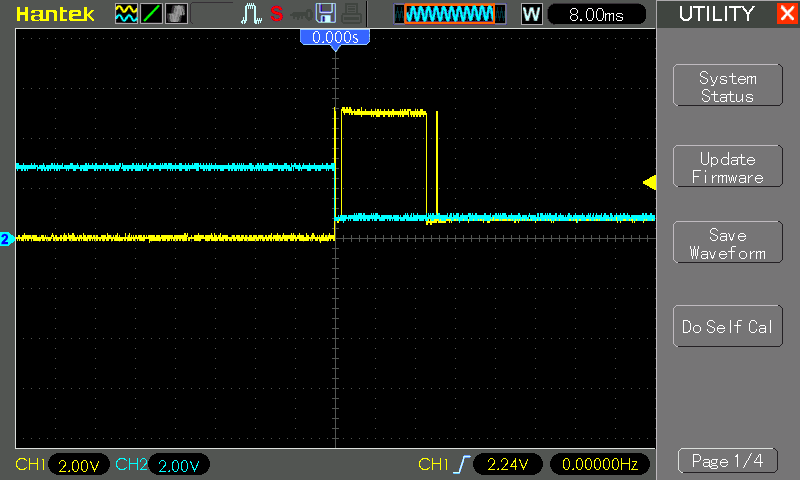 Hantek S W 8.00ms UTILITY
0.000s
System
Status
Update
Firmware
2
Save
Waveform
Do Self Cal
CH1 2.00V CH2 2.00V CH1 2.24V 0.00000Hz Page 1/4